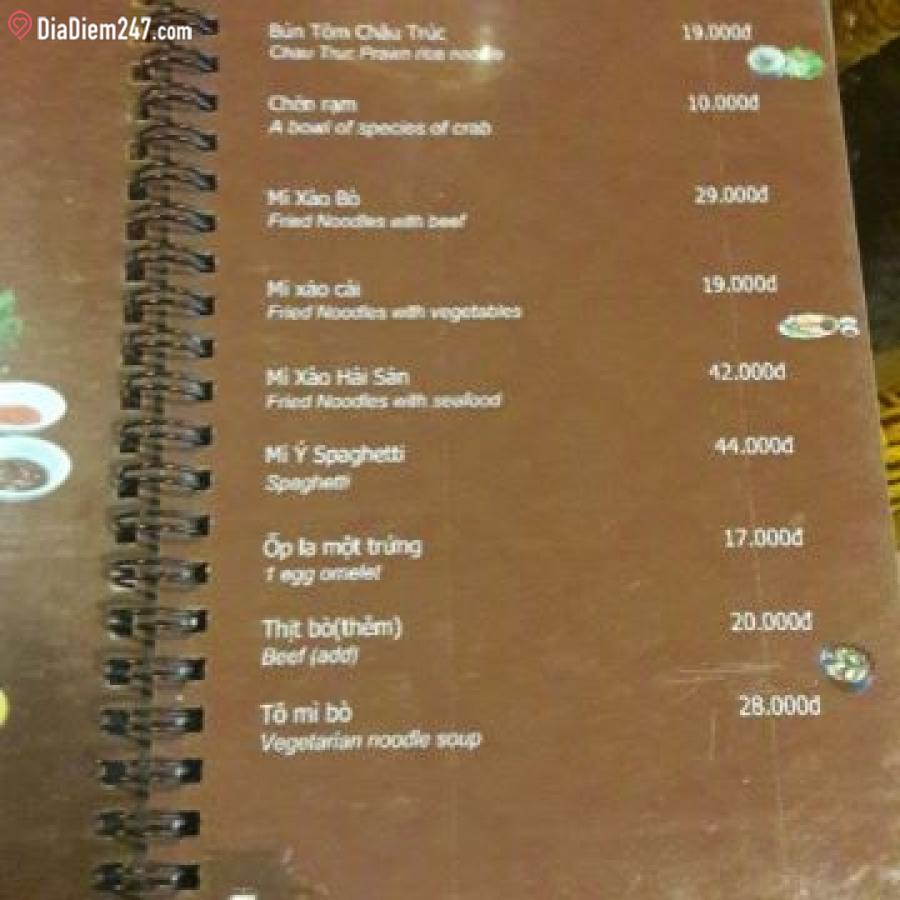 DiaDiem247.com
Bún Tôm Châu Trúc 19.000đ
Chau Truc Prawn rice noodle
Chén rạm 10.000đ
A bowl of species of crab
Mì Xào Bò 29.000đ
Fried Noodles with beef
Mì xào cải 19.000đ
Fried Noodles with vegetables
Mì Xào Hải Sản 42.000đ
Fried Noodles with seafood
Mì Ý Spaghetti 44.000đ
Spaghetti
Ốp la một trứng 17.000đ
1 egg omelet
Thịt bò(thêm) 20.000đ
Beef (add)
Tô mì bò 28.000đ
Vegetarian noodle soup